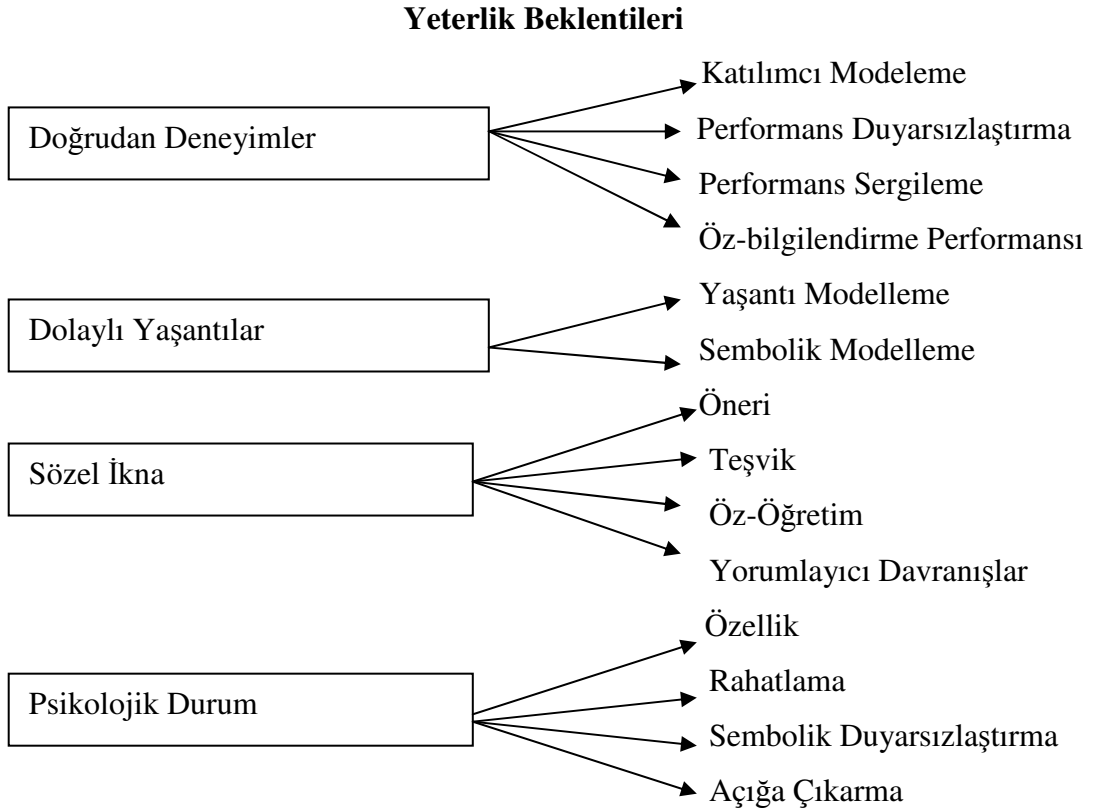 Yeterlik Beklentileri
Doğrudan Deneyimler
Katılımcı Modeleme
Performans Duyarsızlaştırma
Performans Sergileme
Öz-bilgilendirme Performansı
Dolaylı Yaşantılar
Yaşantı Modelleme
Sembolik Modelleme
Sözel İkna
Öneri
Teşvik
Öz-Öğretim
Yorumlayıcı Davranışlar
Psikolojik Durum
Özellik
Rahatlama
Sembolik Duyarsızlaştırma
Açığa Çıkarma